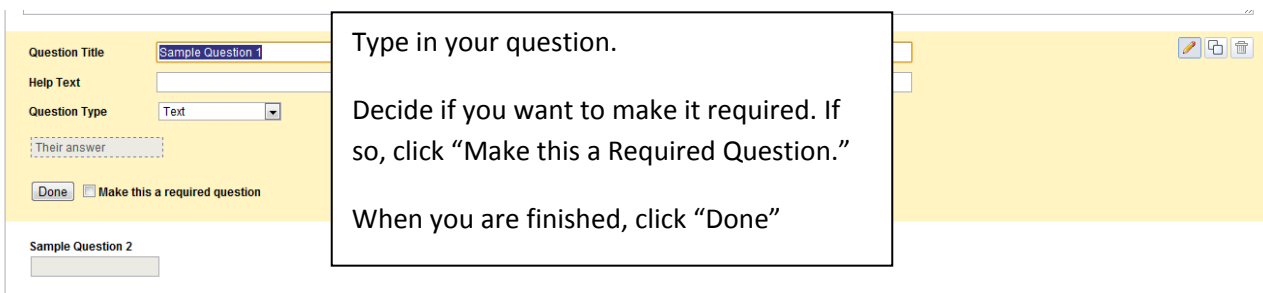 Question Title
Sample Question 1
Help Text
Question Type
Text
Their answer
Done
Make this a required question
Sample Question 2
Type in your question.
Decide if you want to make it required. If
so, click “Make this a Required Question.”
When you are finished, click “Done”